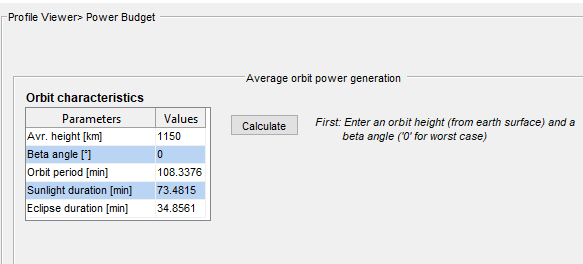 Profile Viewer> Power Budget
Average orbit power generation
Orbit characteristics
Parameters Values
Avr. height [km] 1150
Beta angle [°] 0
Orbit period [min] 108.3376
Sunlight duration [min] 73.4815
Eclipse duration [min] 34.8561
Calculate
First: Enter an orbit height (from earth surface) and a
beta angle ('0' for worst case)